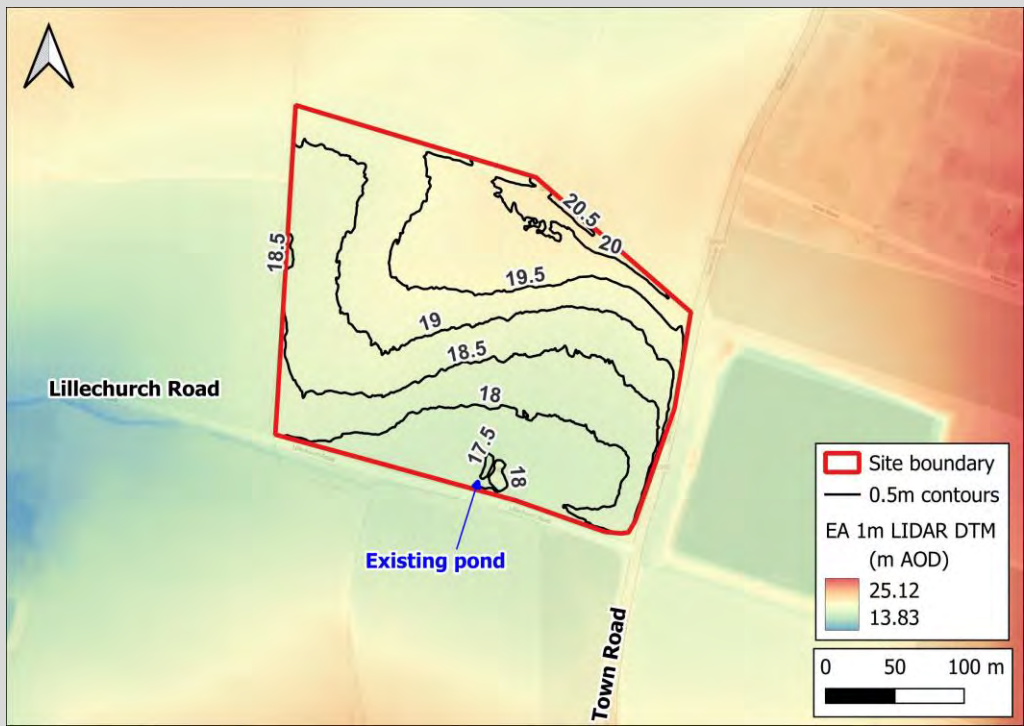 20.5
20
18.5
19.5
19
18.5
Lillechurch Road
18
17.5
18
Existing pond
Town Road
Site boundary
0.5m contours
EA 1m LIDAR DTM
(m AOD)
25.12
13.83
0 50 100 m